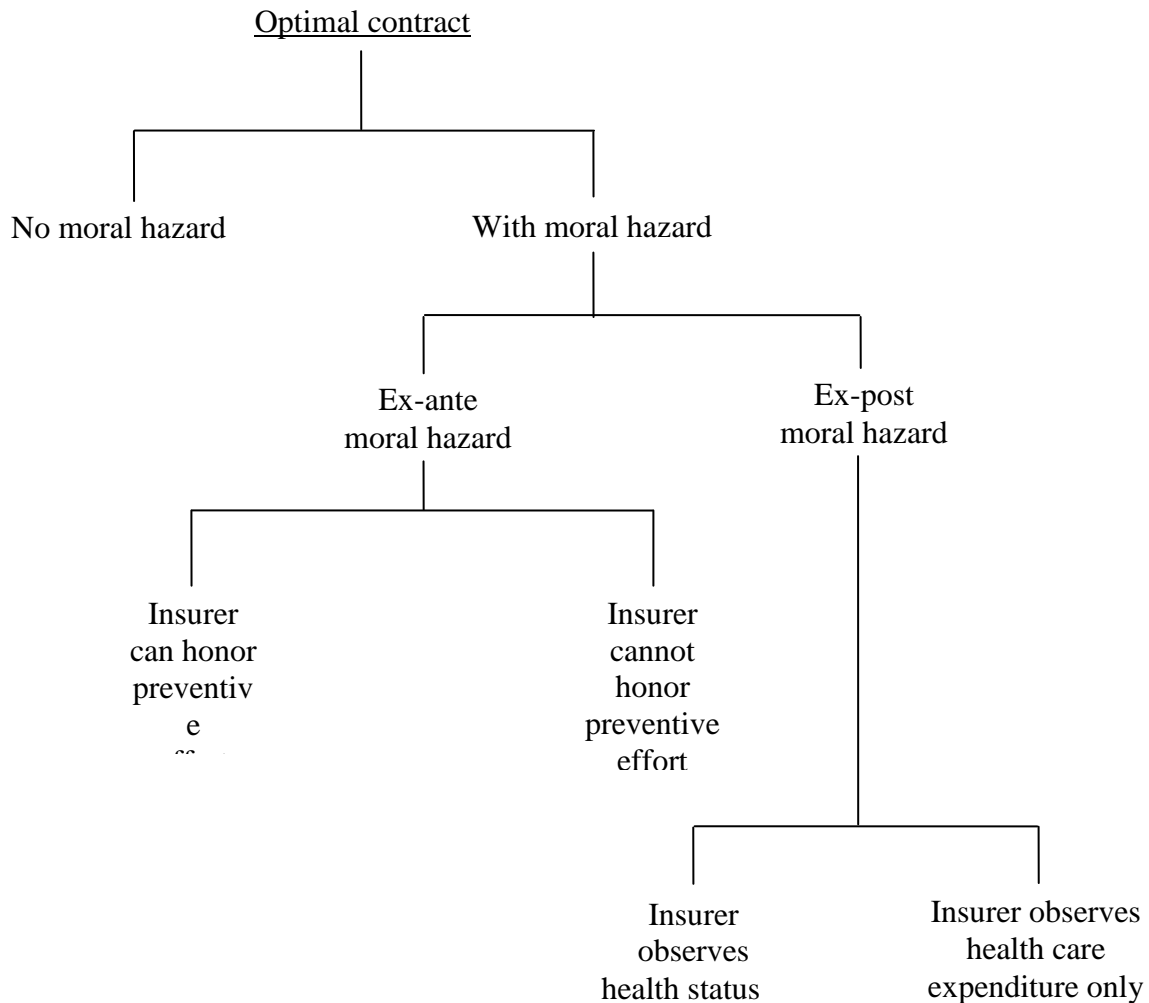 Optimal contract
No moral hazard
With moral hazard
Ex-ante
moral hazard
Ex-post
moral hazard
Insurer
can honor
preventiv
e
Insurer
cannot
honor
preventive
effort
Insurer
observes
health status
Insurer observes
health care
expenditure only